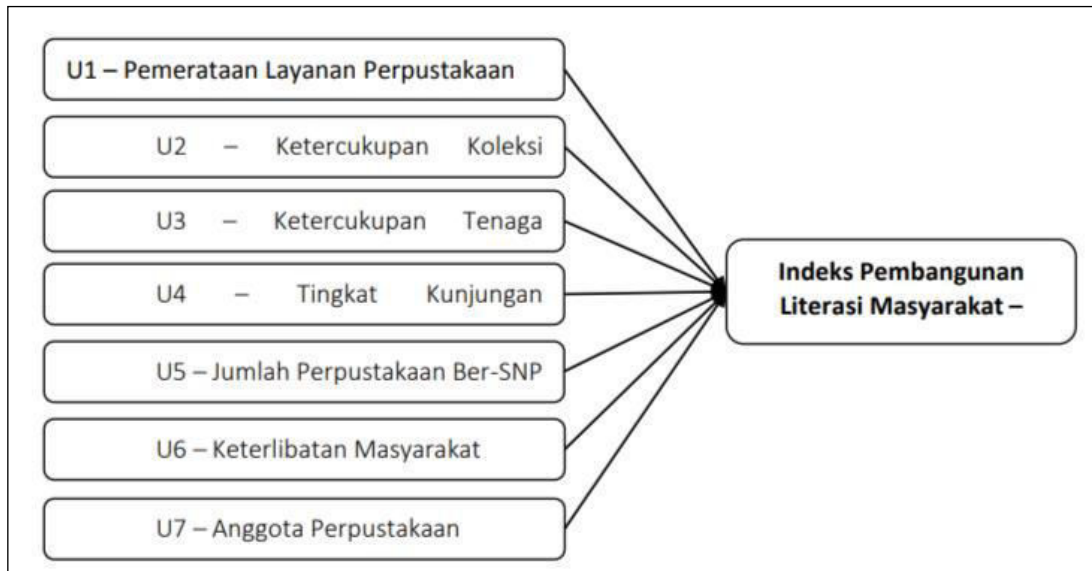 U1 – Pemerataan Layanan Perpustakaan
U2 – Ketercukupan Koleksi
U3 – Ketercukupan Tenaga
U4 – Tingkat Kunjungan
U5 – Jumlah Perpustakaan Ber-SNP
U6 – Keterlibatan Masyarakat
U7 – Anggota Perpustakaan
Indeks Pembangunan
Literasi Masyarakat –